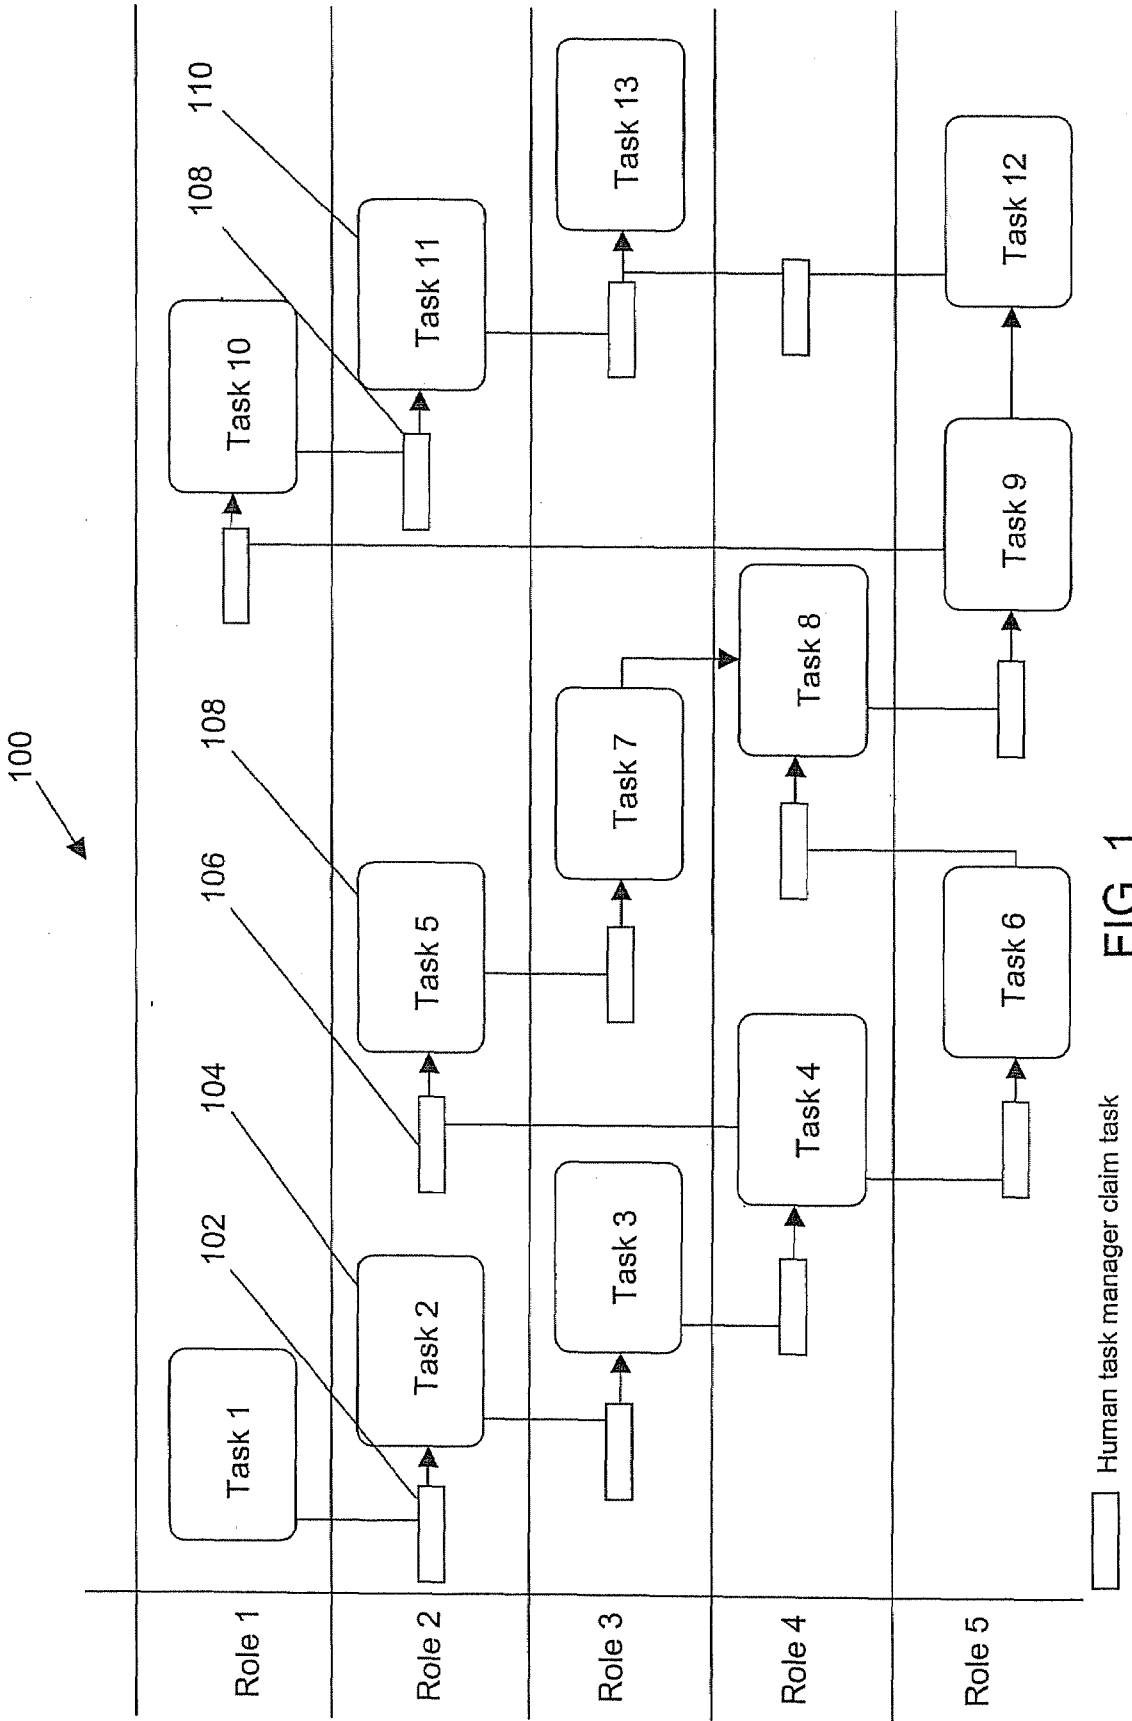 100
102
104
106
108
108
110
Role 1
Task 1
Task 10
Role 2
Task 2
Task 5
Task 11
Role 3
Task 3
Task 7
Task 13
Role 4
Task 4
Task 8
Role 5
Task 6
Task 9
Task 12
Human task manager claim task
FIG. 1